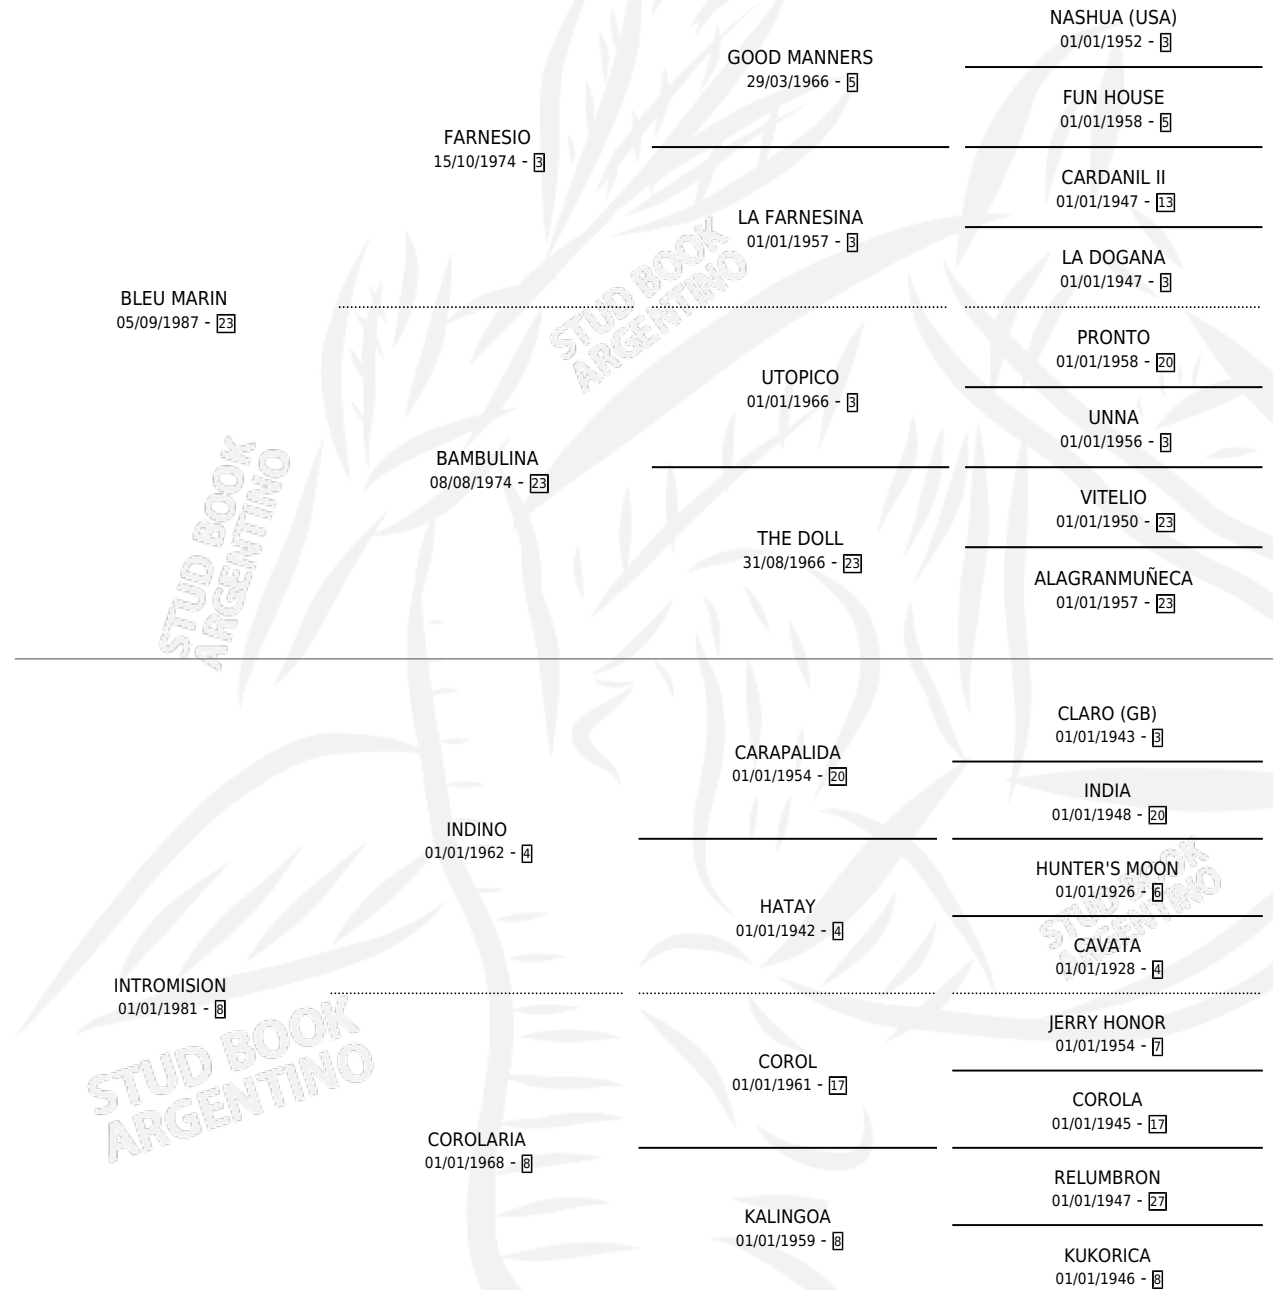 NASHUA (USA)
01/01/1952 - 3
GOOD MANNERS
29/03/1966 - 5
FUN HOUSE
01/01/1958 - 5
FARNESIO
15/10/1974 - 3
CARDANIL II
01/01/1947 - 13
LA FARNESINA
01/01/1957 - 3
LA DOGANA
01/01/1947 - 3
BLEU MARIN
05/09/1987 - 23
PRONTO
01/01/1958 - 20
UTOPICO
01/01/1966 - 3
UNNA
01/01/1956 - 3
BAMBULINA
08/08/1974 - 23
VITELIO
01/01/1950 - 23
THE DOLL
31/08/1966 - 23
ALAGRANMUÑECA
01/01/1957 - 23
STUD BOOK
ARGENTINO
STUD BOOK
ARGENTINO
CLARO (GB)
01/01/1943 - 3
CARAPALIDA
01/01/1954 - 20
INDIA
01/01/1948 - 20
INDINO
01/01/1962 - 4
HUNTER'S MOON
01/01/1926 - 6
HATAY
01/01/1942 - 4
CAVATA
01/01/1928 - 4
INTROMISION
01/01/1981 - 8
JERRY HONOR
01/01/1954 - 7
COROL
01/01/1961 - 17
COROLA
01/01/1945 - 17
COROLARIA
01/01/1968 - 8
RELUMBRON
01/01/1947 - 27
KALINGOA
01/01/1959 - 8
KUKORICA
01/01/1946 - 8
STUD BOOK
ARGENTINO
STUD BOOK
ARGENTINO